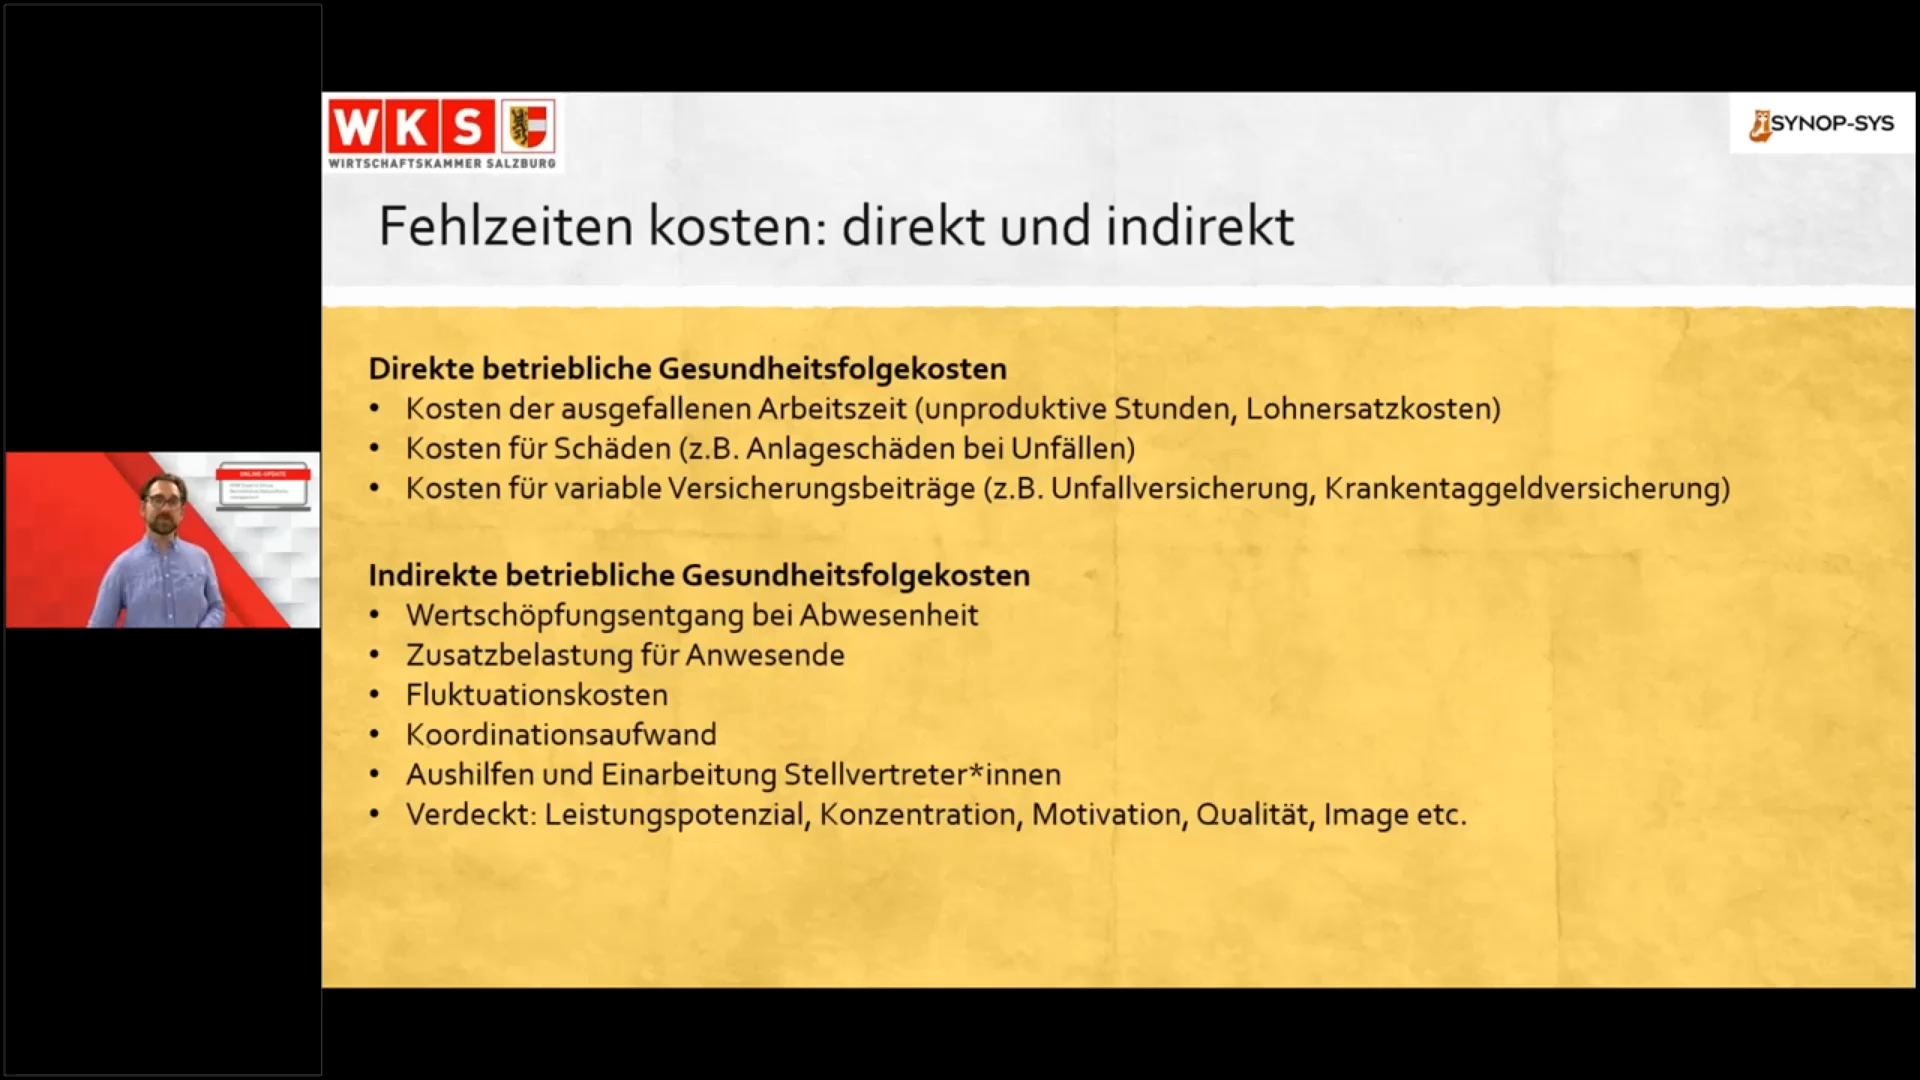 WKS
WIRTSCHAFTSKAMMER SALZBURG
SYNOP-SYS
Fehlzeiten kosten: direkt und indirekt
Direkte betriebliche Gesundheitsfolgekosten
• Kosten der ausgefallenen Arbeitszeit (unproduktive Stunden, Lohnersatzkosten)
• Kosten für Schäden (z.B. Anlageschäden bei Unfällen)
• Kosten für variable Versicherungsbeiträge (z.B. Unfallversicherung, Krankentaggeldversicherung)
Indirekte betriebliche Gesundheitsfolgekosten
• Wertschöpfungsentgang bei Abwesenheit
• Zusatzbelastung für Anwesende
• Fluktuationskosten
• Koordinationsaufwand
• Aushilfen und Einarbeitung Stellvertreter*innen
• Verdeckt: Leistungspotenzial, Konzentration, Motivation, Qualität, Image etc.
ONLINE-UPDATE